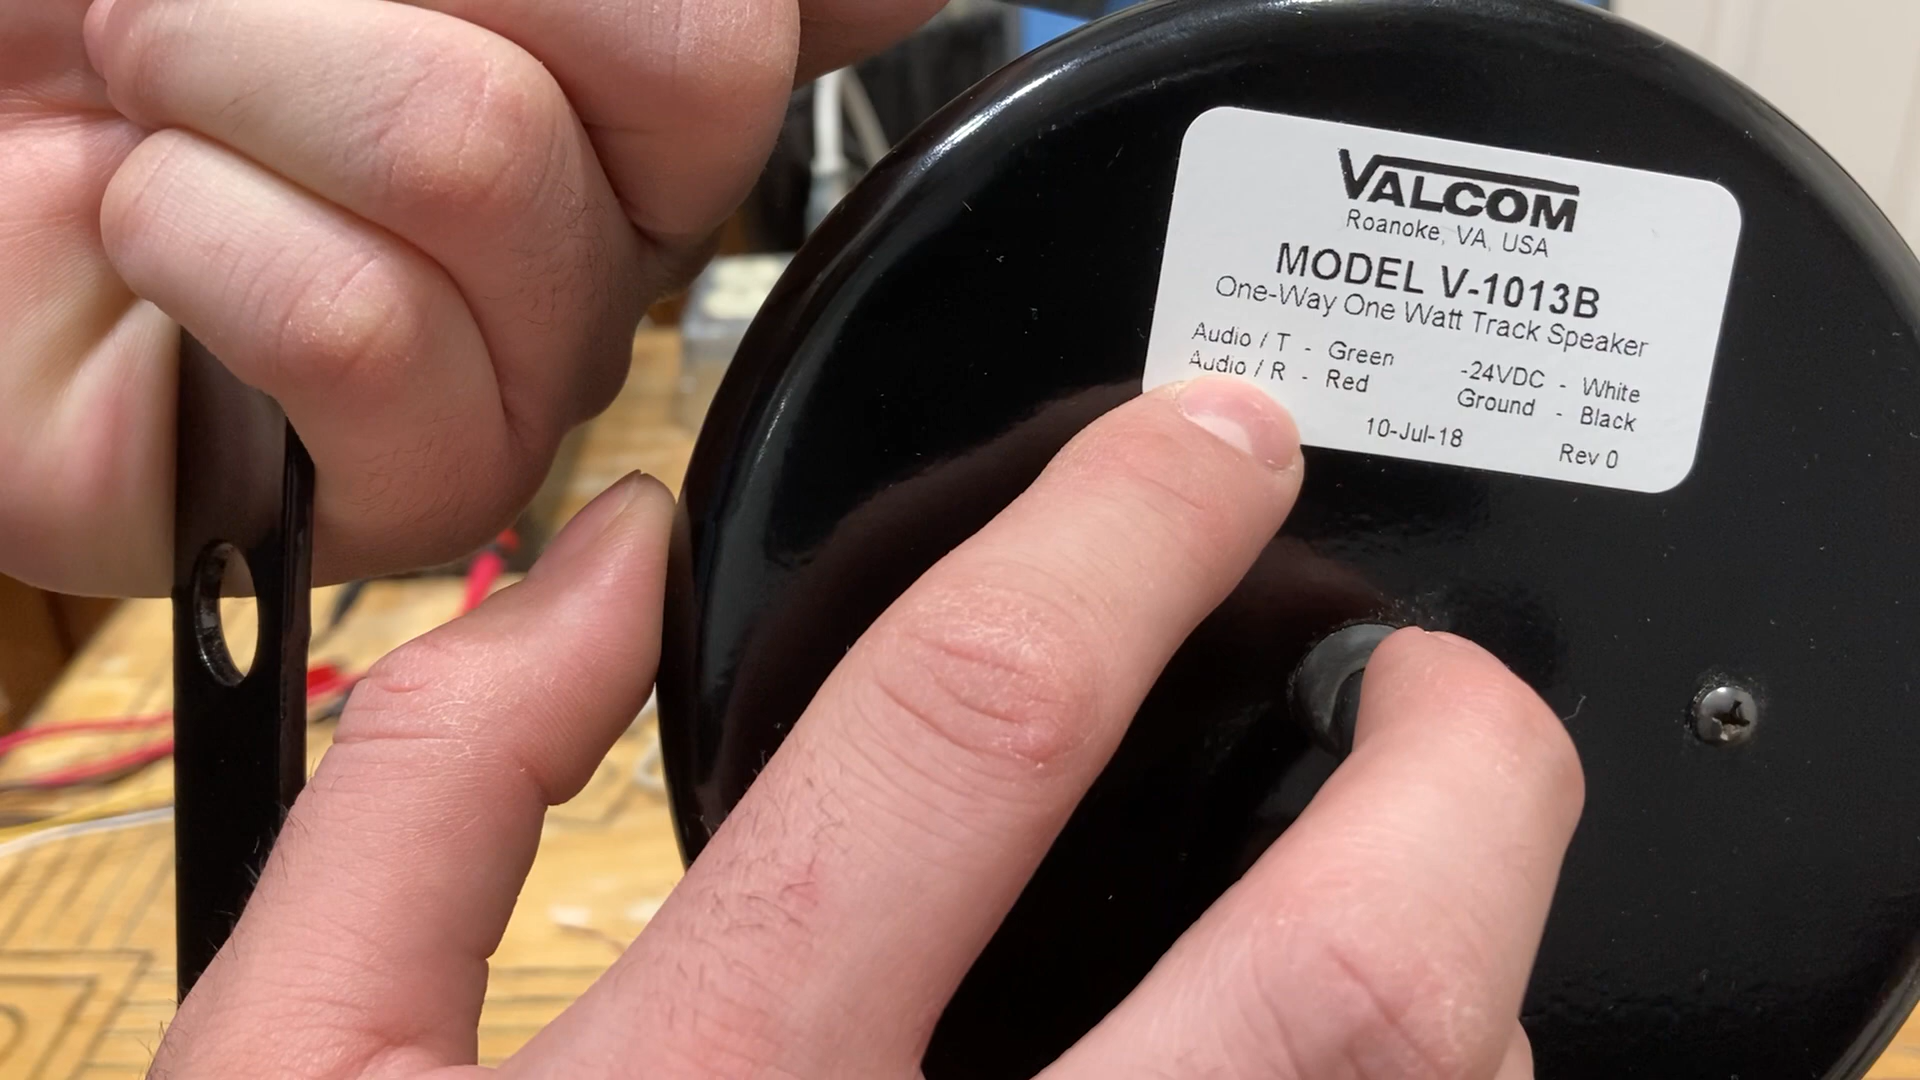 VALCOM
Roanoke, VA, USA
MODEL V-1013B
One-Way One Watt Track Speaker
Audio / T - Green -24VDC - White
Audio / R - Red Ground - Black
10-Jul-18 Rev 0